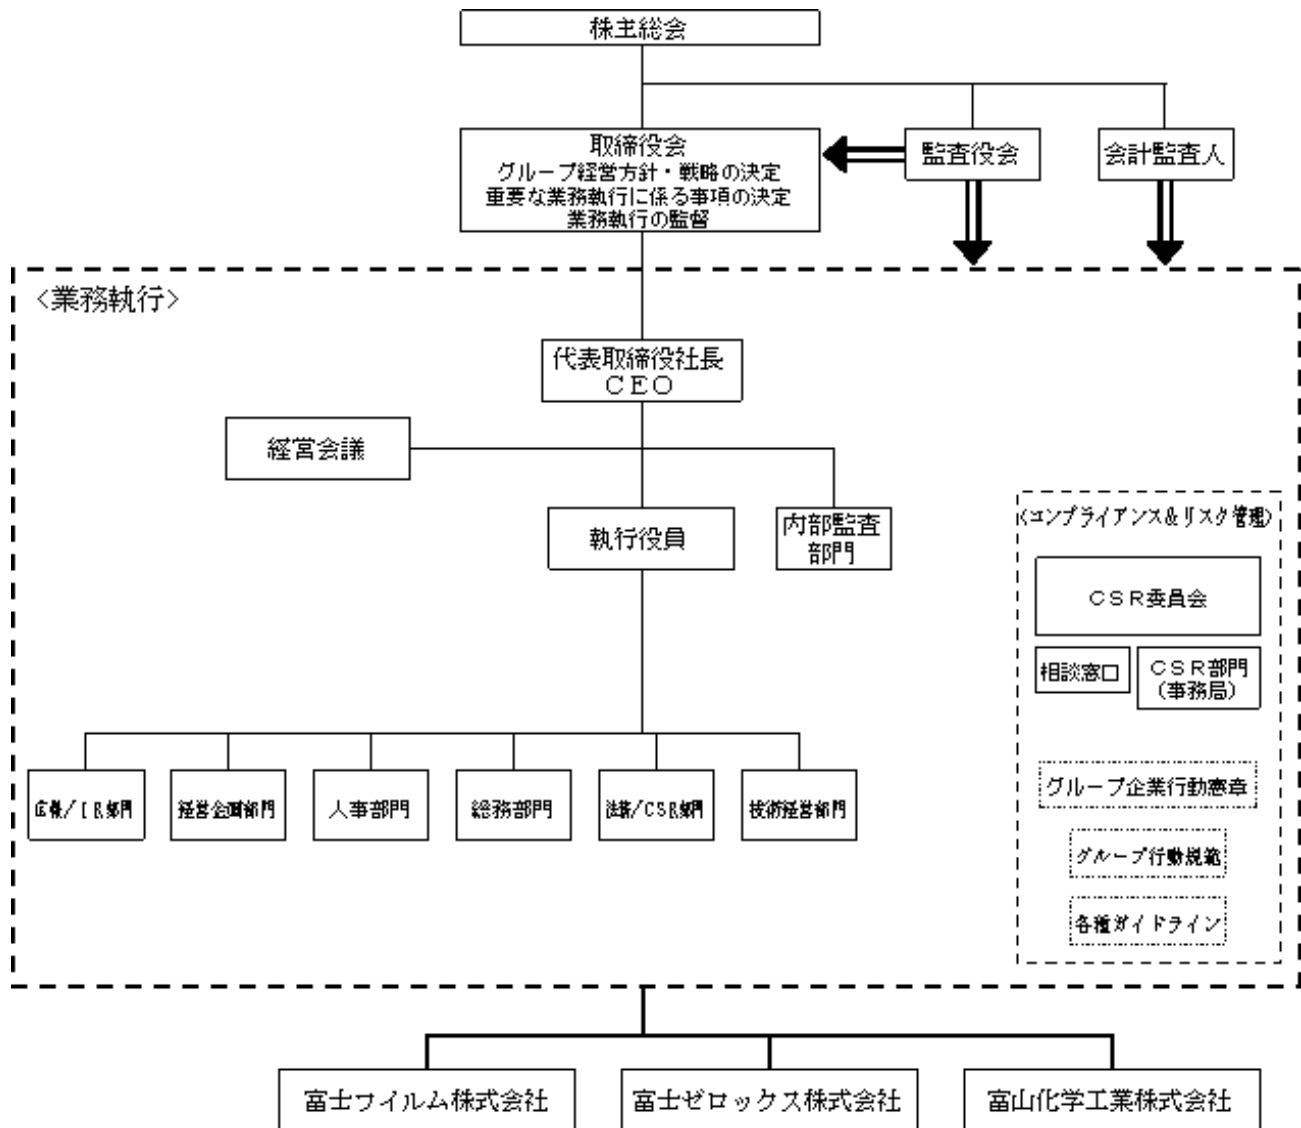 株主総会
取締役会
グループ経営方針・戦略の決定
重要な業務執行に係る事項の決定
業務執行の監督
監査役会
会計監査人
<業務執行>
代表取締役社長
CEO
経営会議
執行役員
内部監査
部門
<コンプライアンス&リスク管理>
CSR委員会
相談窓口
CSR部門
(事務局)
広報/IR部門
経営企画部門
人事部門
総務部門
法務/CSR部門
技術経営部門
グループ企業行動憲章
グループ行動規範
各種ガイドライン
富士フイルム株式会社
富士ゼロックス株式会社
富山化学工業株式会社